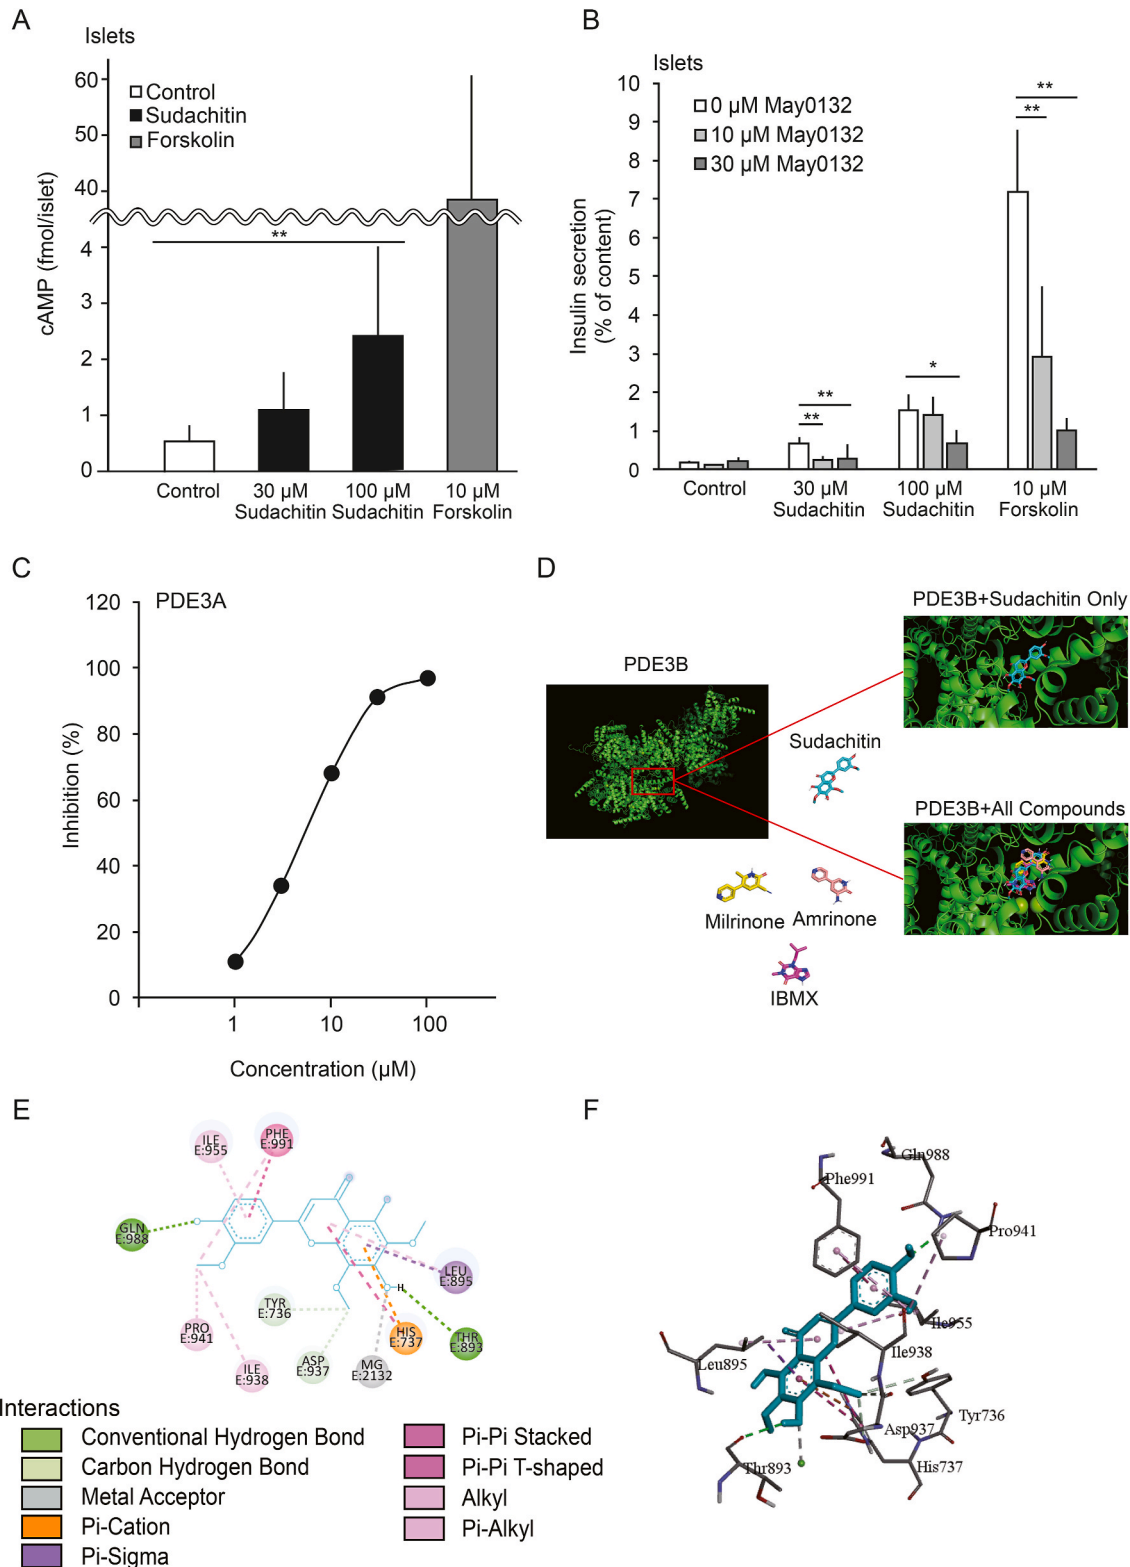 A
Islets
60
50
40
4
3
2
1
0
cAMP (fmol/islet)
Control
Sudachitin
Forskolin
**
Control
30 µM
Sudachitin
100 µM
Sudachitin
10 µM
Forskolin
B
Islets
10
9
8
7
6
5
4
3
2
1
0
Insulin secretion
(% of content)
0 µM May0132
10 µM May0132
30 µM May0132
**
**
*
**
**
Control
30 µM
Sudachitin
100 µM
Sudachitin
10 µM
Forskolin
C
PDE3A
120
100
80
60
40
20
0
Inhibition (%)
1
10
100
Concentration (µM)
D
PDE3B+Sudachitin Only
PDE3B
Sudachitin
PDE3B+All Compounds
Milrinone
Amrinone
IBMX
E
ILE
E:955
PHE
E:991
GLN
E:988
LEU
E:895
TYR
E:736
H
PRO
E:941
HIS
E:737
THR
E:893
ILE
E:938
ASP
E:937
MG
E:2132
Interactions
Conventional Hydrogen Bond
Carbon Hydrogen Bond
Metal Acceptor
Pi-Cation
Pi-Sigma
Pi-Pi Stacked
Pi-Pi T-shaped
Alkyl
Pi-Alkyl
F
Gln988
Phe991
Pro941
Ile955
Ile938
Leu895
Tyr736
Asp937
His737
Thr893